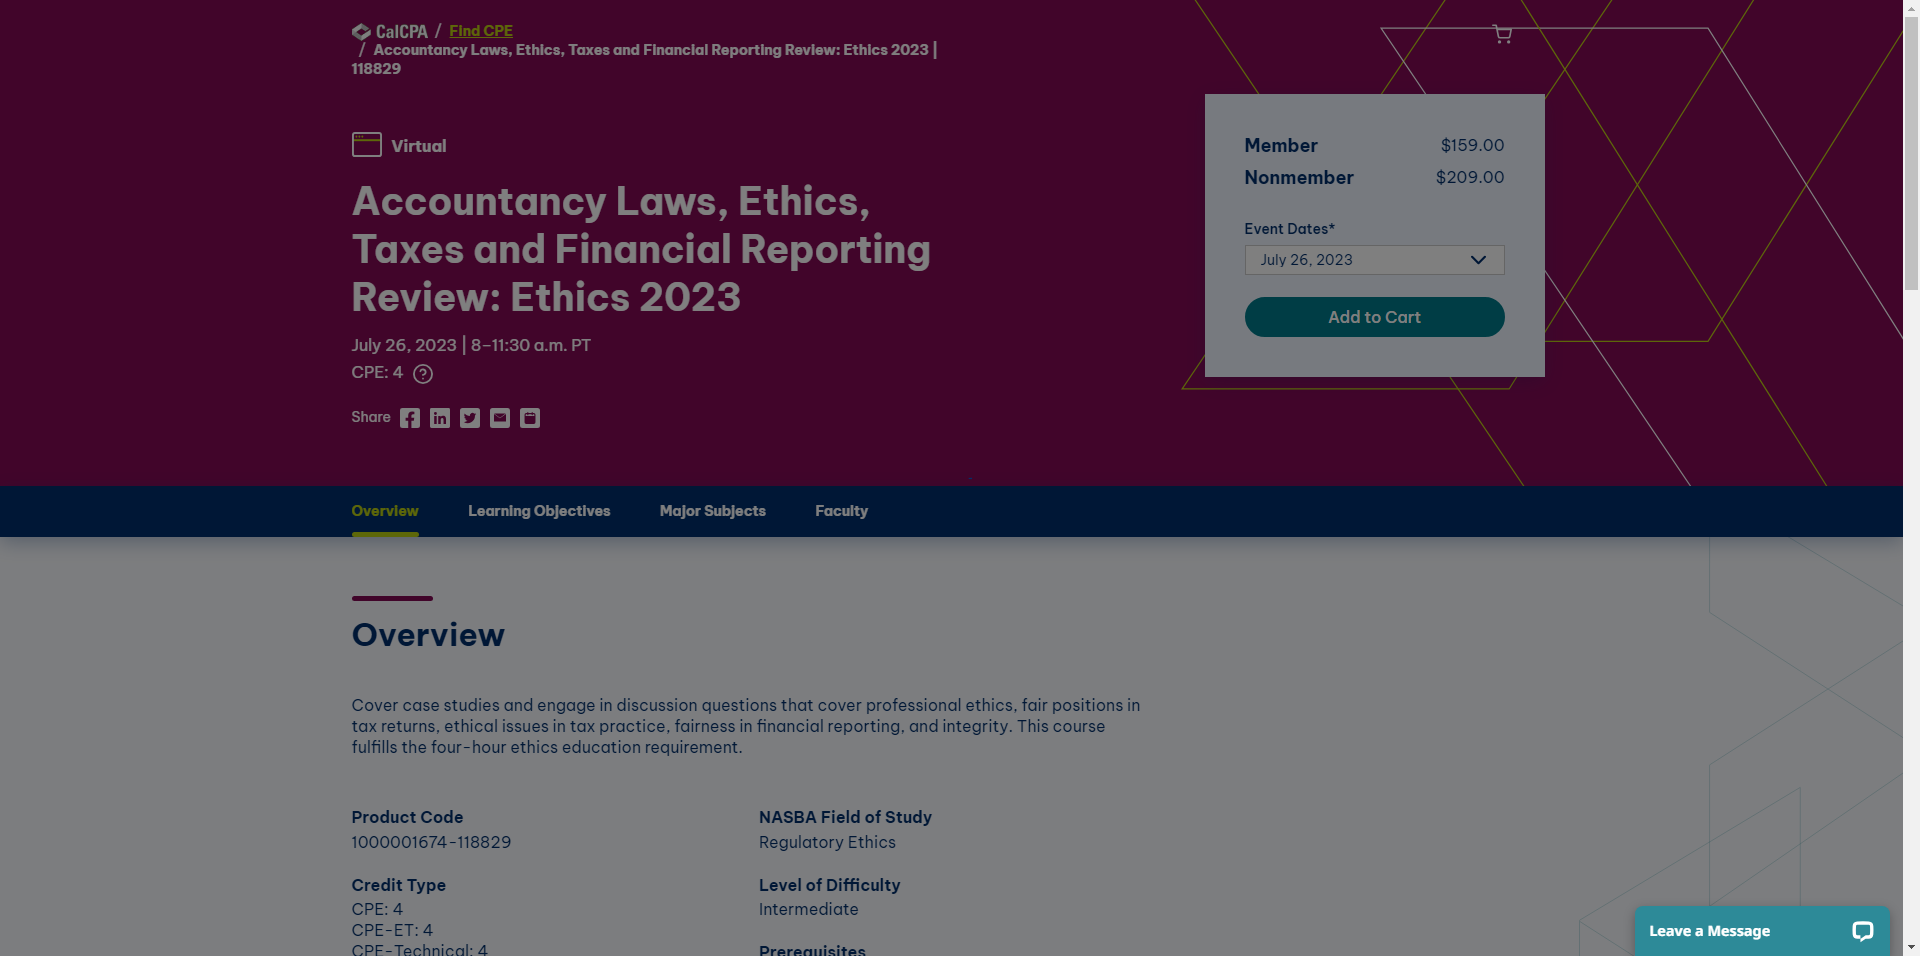 CalCPA / Find CPE
/ Accountancy Laws, Ethics, Taxes and Financial Reporting Review: Ethics 2023 |
118829
Virtual
Accountancy Laws, Ethics,
Taxes and Financial Reporting
Review: Ethics 2023
July 26, 2023 | 8–11:30 a.m. PT
CPE: 4
Share
Member $159.00
Nonmember $209.00
Event Dates*
July 26, 2023
Add to Cart
Overview Learning Objectives Major Subjects Faculty
Overview
Cover case studies and engage in discussion questions that cover professional ethics, fair positions in
tax returns, ethical issues in tax practice, fairness in financial reporting, and integrity. This course
fulfills the four-hour ethics education requirement.
Product Code
1000001674-118829
NASBA Field of Study
Regulatory Ethics
Credit Type
CPE: 4
CPE-ET: 4
CPE-Technical: 4
Level of Difficulty
Intermediate
Prerequisites
Leave a Message